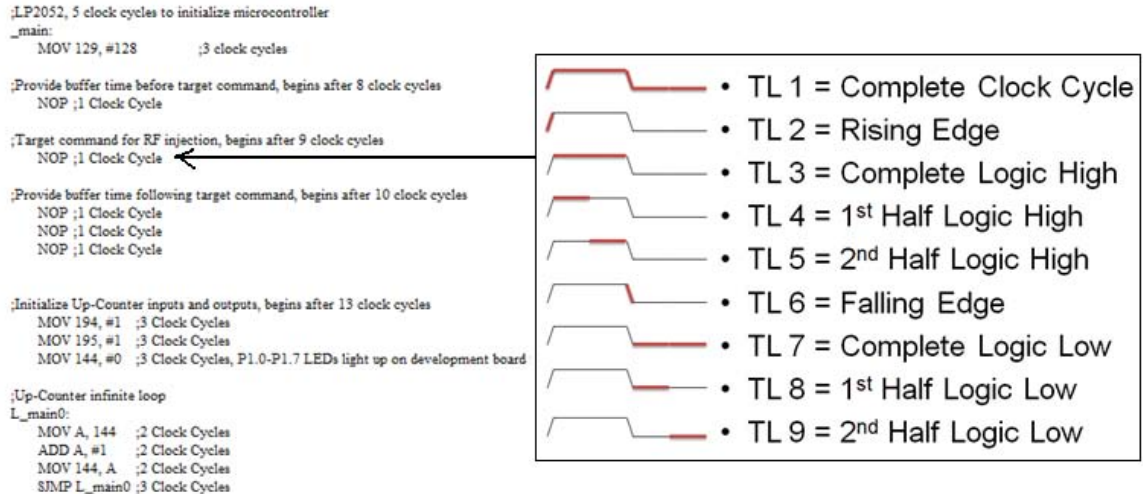 ;LP2052, 5 clock cycles to initialize microcontroller
_main:
MOV 129, #128 ;3 clock cycles
;Provide buffer time before target command, begins after 8 clock cycles
NOP ;1 Clock Cycle
;Target command for RF injection, begins after 9 clock cycles
NOP ;1 Clock Cycle
;Provide buffer time following target command, begins after 10 clock cycles
NOP ;1 Clock Cycle
NOP ;1 Clock Cycle
NOP ;1 Clock Cycle
;Initialize Up-Counter inputs and outputs, begins after 13 clock cycles
MOV 194, #1 ;3 Clock Cycles
MOV 195, #1 ;3 Clock Cycles
MOV 144, #0 ;3 Clock Cycles, P1.0-P1.7 LEDs light up on development board
;Up-Counter infinite loop
L_main0:
MOV A, 144 ;2 Clock Cycles
ADD A, #1 ;2 Clock Cycles
MOV 144, A ;2 Clock Cycles
SJMP L_main0 ;3 Clock Cycles
• TL 1 = Complete Clock Cycle
• TL 2 = Rising Edge
• TL 3 = Complete Logic High
• TL 4 = 1st Half Logic High
• TL 5 = 2nd Half Logic High
• TL 6 = Falling Edge
• TL 7 = Complete Logic Low
• TL 8 = 1st Half Logic Low
• TL 9 = 2nd Half Logic Low